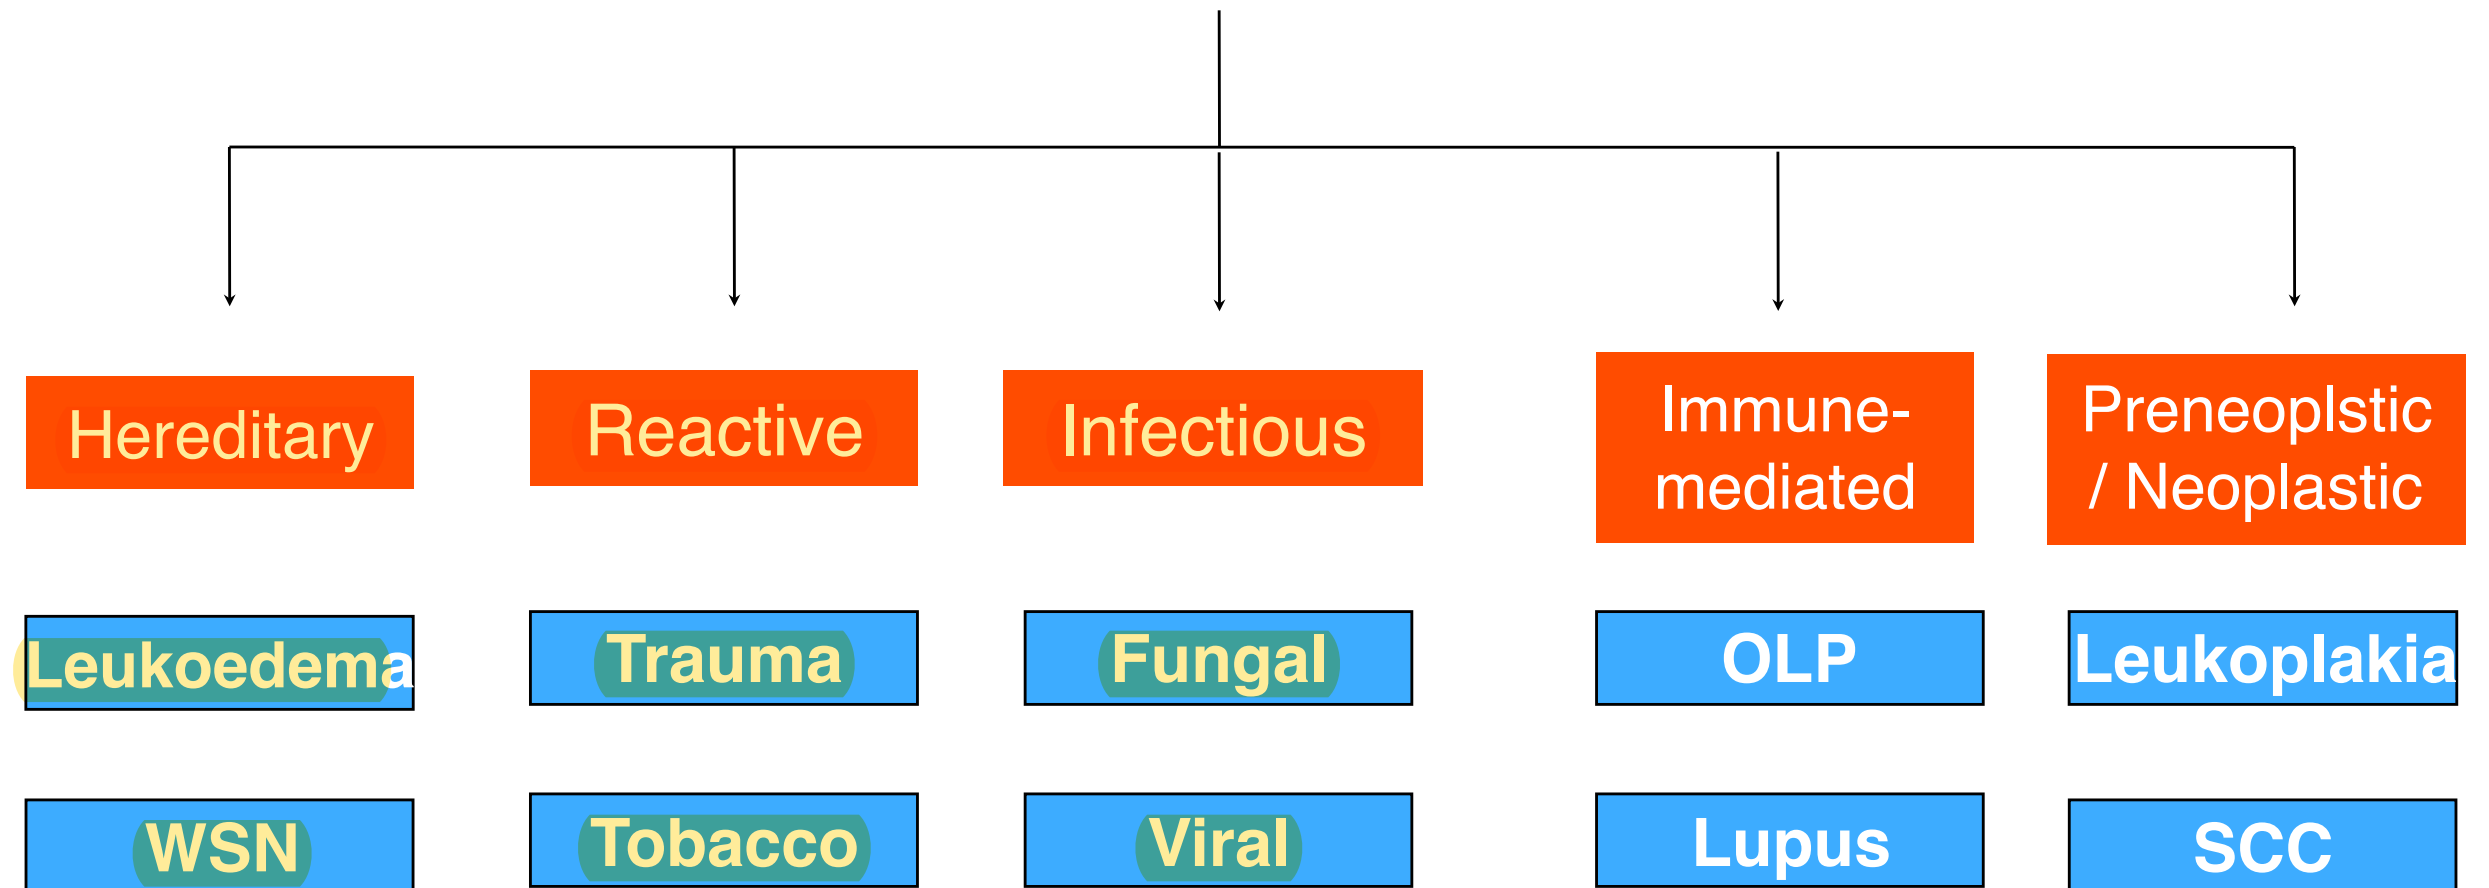 Hereditary
Reactive
Infectious
Immune-
mediated
Preneoplstic
/ Neoplastic
Leukoedema
Trauma
Fungal
OLP
Leukoplakia
WSN
Tobacco
Viral
Lupus
SCC